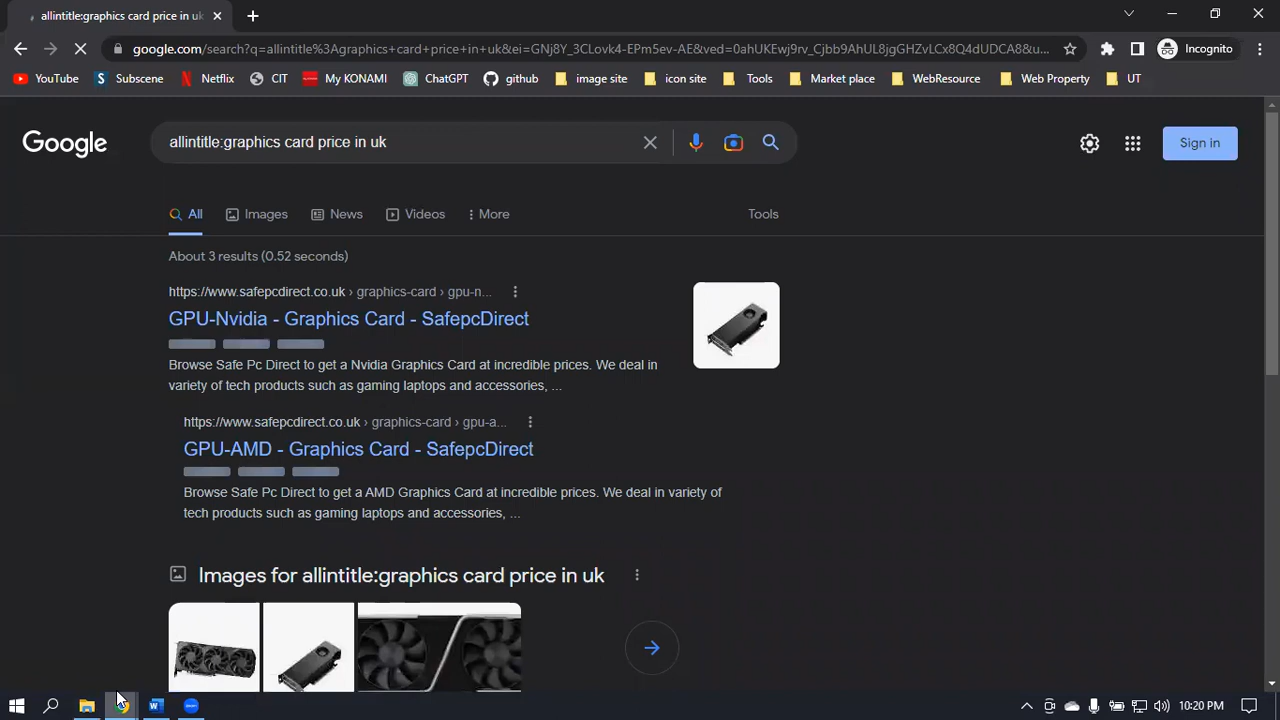 allintitle:graphics card price in uk
google.com/search?q=allintitle%3Agraphics+card+price+in+uk&ei=GNj8Y_3CLovk4-EPm5ev-AE&ved=0ahUKEwj9rv_Cjbb9AhUL8jgGHZvLCx8Q4dUDCA8&u...
Incognito
YouTube
Subscene
Netflix
CIT
My KONAMI
ChatGPT
github
image site
icon site
Tools
Market place
WebResource
Web Property
UT
Google
allintitle:graphics card price in uk
Sign in
All
Images
News
Videos
More
Tools
About 3 results (0.52 seconds)
https://www.safepcdirect.co.uk › graphics-card › gpu-n...
GPU-Nvidia - Graphics Card - SafepcDirect
Browse Safe Pc Direct to get a Nvidia Graphics Card at incredible prices. We deal in
variety of tech products such as gaming laptops and accessories, ...
https://www.safepcdirect.co.uk › graphics-card › gpu-a...
GPU-AMD - Graphics Card - SafepcDirect
Browse Safe Pc Direct to get a AMD Graphics Card at incredible prices. We deal in variety of
tech products such as gaming laptops and accessories, ...
Images for allintitle:graphics card price in uk
10:20 PM